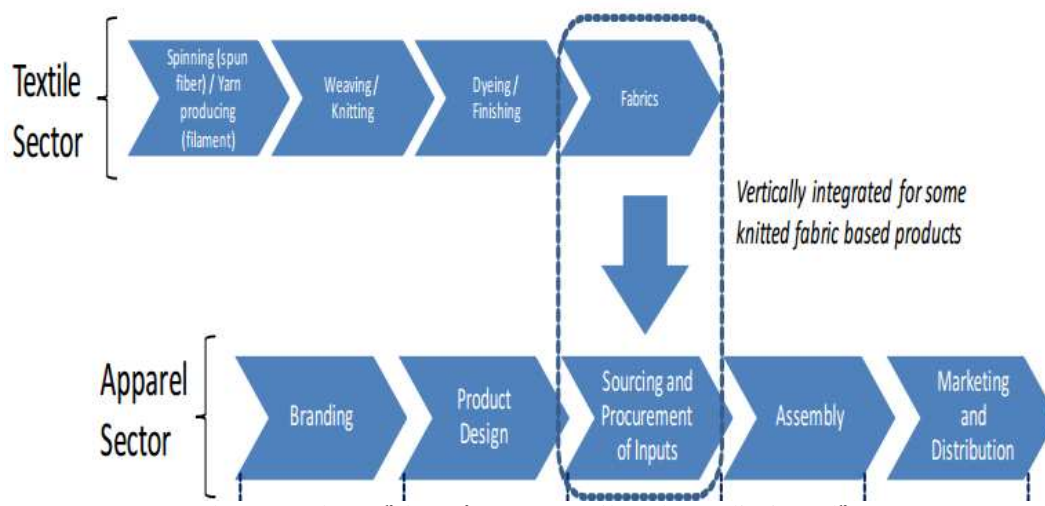 Textile
Sector
Spinning (spun
fiber) / Yarn
producing
(filament)
Weaving /
Knitting
Dyeing /
Finishing
Fabrics
Vertically integrated for some
knitted fabric based products
Apparel
Sector
Branding
Product
Design
Sourcing and
Procurement
of Inputs
Assembly
Marketing
and
Distribution